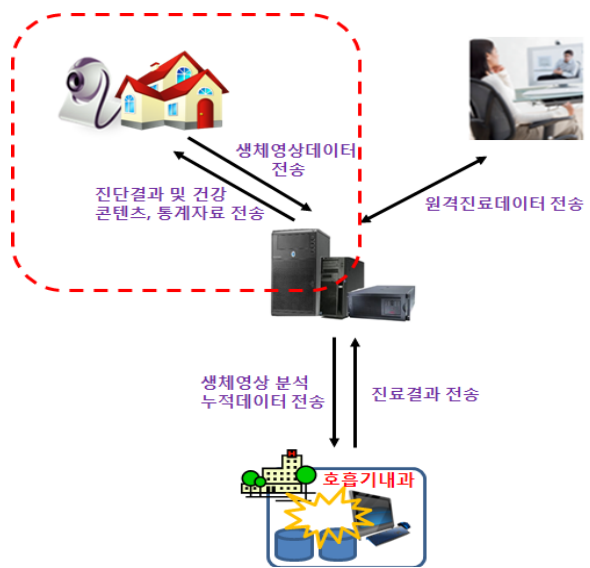 생체영상데이터
전송
진단결과 및 건강
콘텐츠, 통계자료 전송
원격진료데이터 전송
생체영상 분석
누적데이터 전송
진료결과 전송
H
호흡기내과